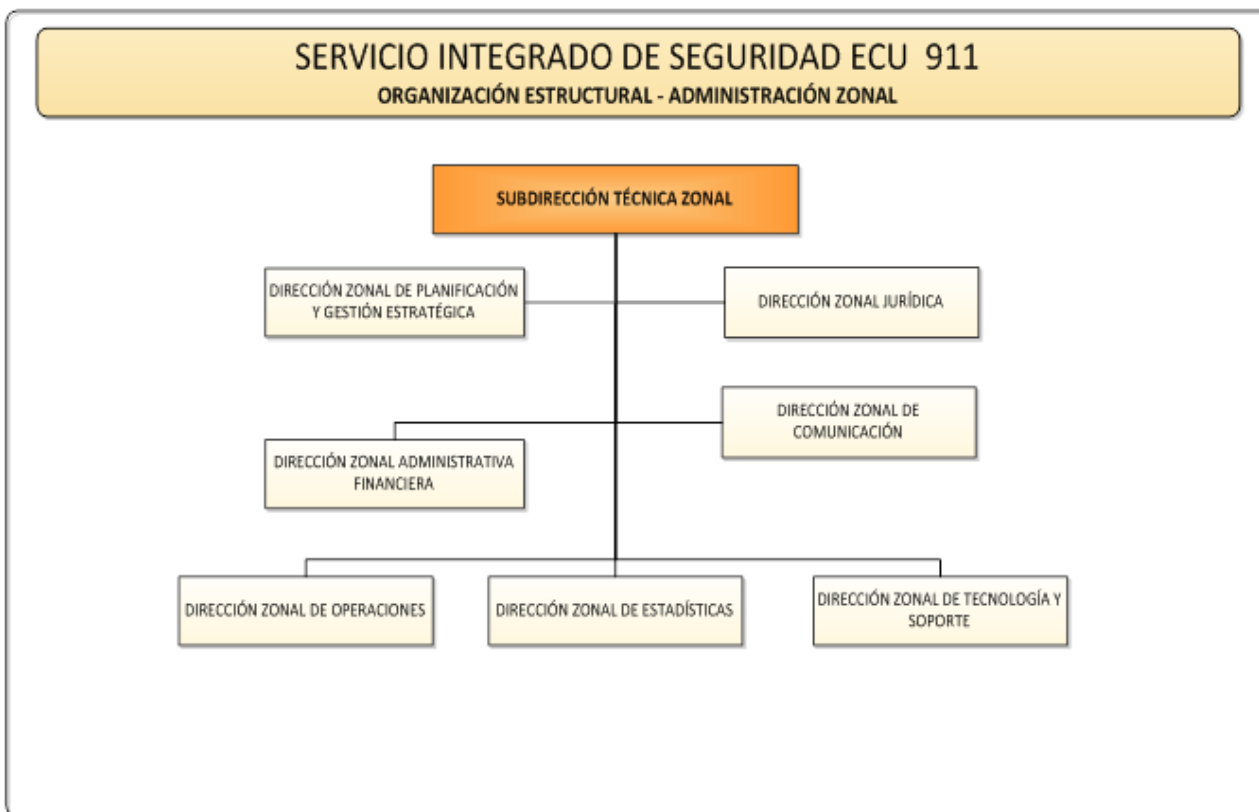 SERVICIO INTEGRADO DE SEGURIDAD ECU 911
ORGANIZACIÓN ESTRUCTURAL - ADMINISTRACIÓN ZONAL
SUBDIRECCIÓN TÉCNICA ZONAL
DIRECCIÓN ZONAL DE PLANIFICACIÓN
Y GESTIÓN ESTRATÉGICA
DIRECCIÓN ZONAL JURÍDICA
DIRECCIÓN ZONAL DE
COMUNICACIÓN
DIRECCIÓN ZONAL ADMINISTRATIVA
FINANCIERA
DIRECCIÓN ZONAL DE OPERACIONES
DIRECCIÓN ZONAL DE ESTADÍSTICAS
DIRECCIÓN ZONAL DE TECNOLOGÍA Y
SOPORTE